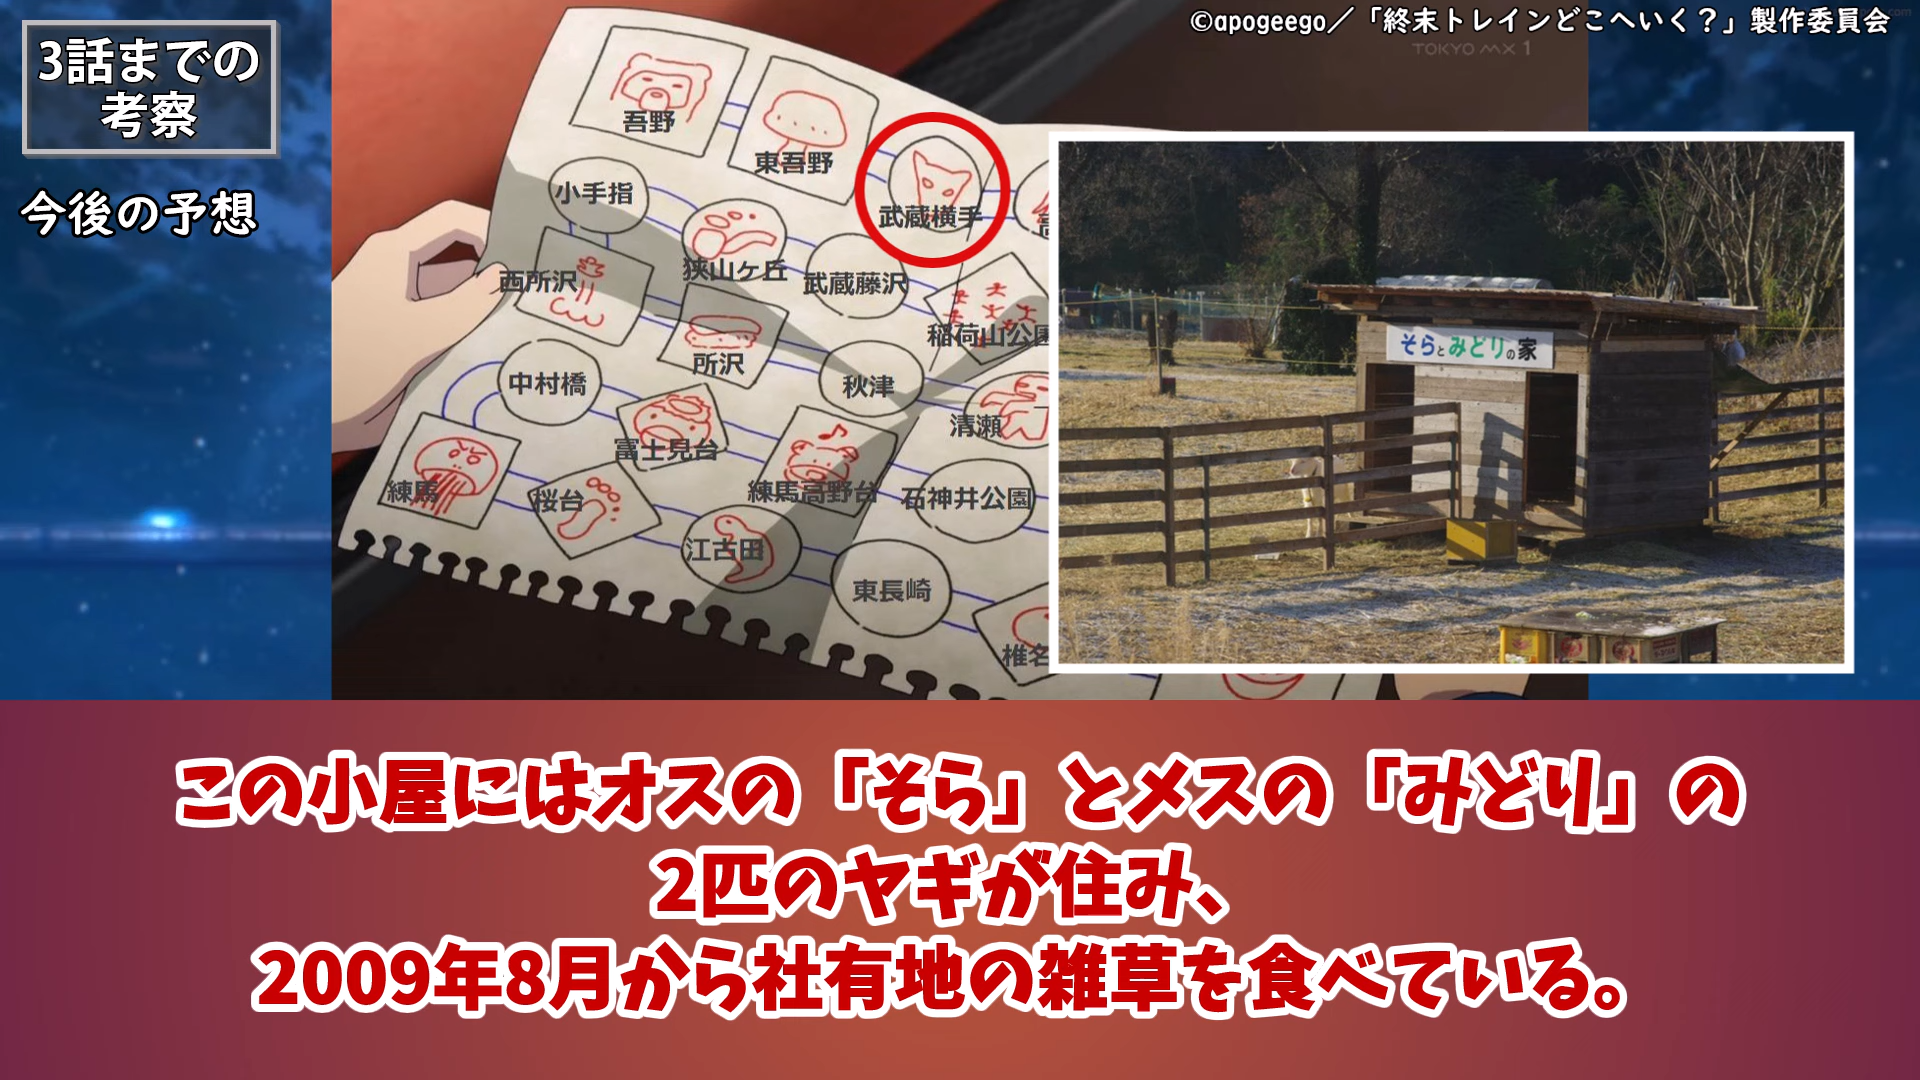 ©apogeego／「終末トレインどこへいく？」製作委員会
TOKYO MX 1
3話までの
考察
今後の予想
吾野
東吾野
武蔵横手
小手指
狭山ヶ丘
武蔵藤沢
稲荷山公園
西所沢
所沢
秋津
清瀬
中村橋
富士見台
練馬高野台
石神井公園
練馬
桜台
江古田
東長崎
椎名
そらとみどりの家
この小屋にはオスの「そら」とメスの「みどり」の
2匹のヤギが住み、
2009年8月から社有地の雑草を食べている。